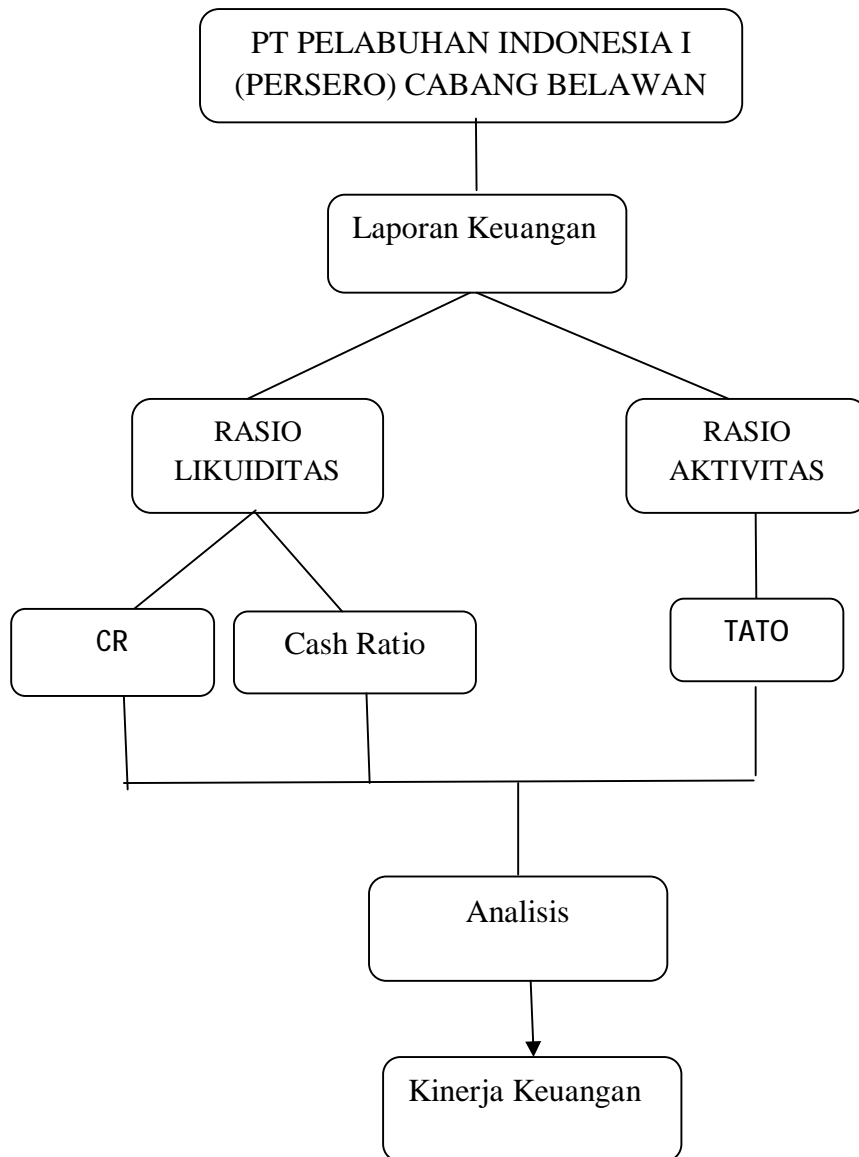 PT PELABUHAN INDONESIA I
(PERSERO) CABANG BELAWAN
Laporan Keuangan
RASIO
LIKUIDITAS
RASIO
AKTIVITAS
CR
Cash Ratio
TATO
Analisis
Kinerja Keuangan